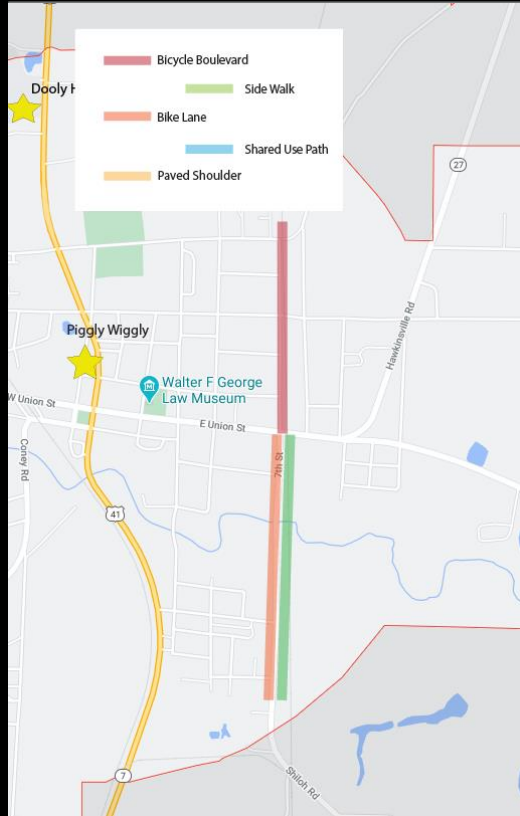 Bicycle Boulevard
Side Walk
Bike Lane
Shared Use Path
Paved Shoulder
Dooly H
27
Hawkinsville Rd
Piggly Wiggly
Walter F George
Law Museum
W Union St
E Union St
7th St
Coney Rd
41
7
Shiloh Rd